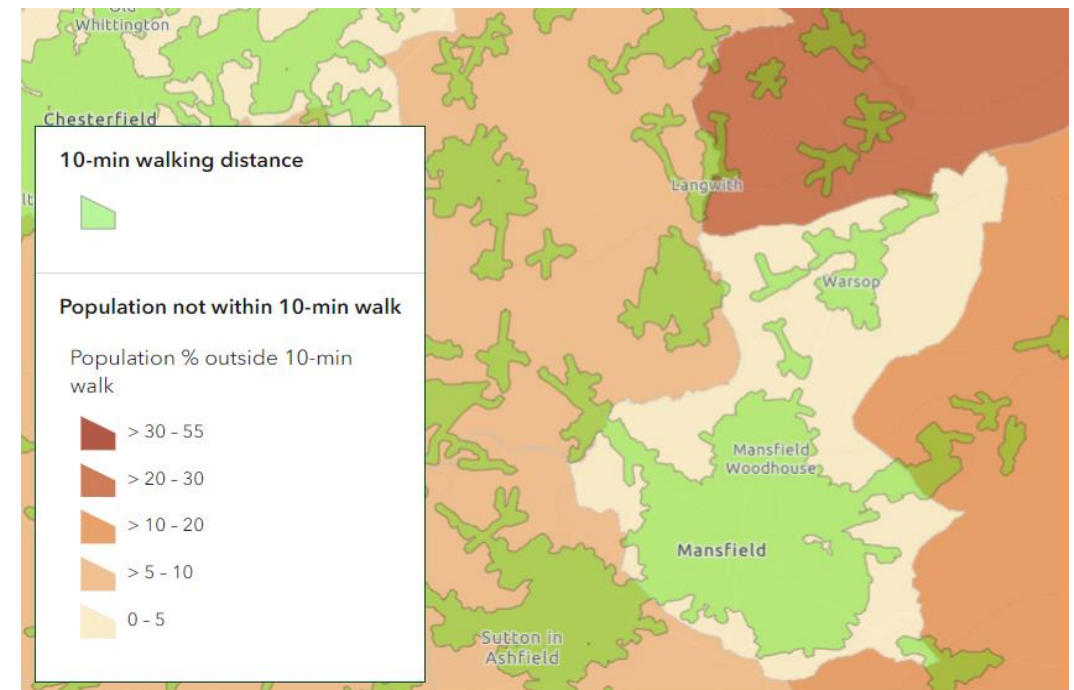 Old
Whittington
Chesterfield
10-min walking distance
Population not within 10-min walk
Population % outside 10-min
walk
> 30 - 55
> 20 - 30
> 10 - 20
> 5 - 10
0 - 5
Langwith
Warsop
Mansfield
Woodhouse
Mansfield
Sutton in
Ashfield